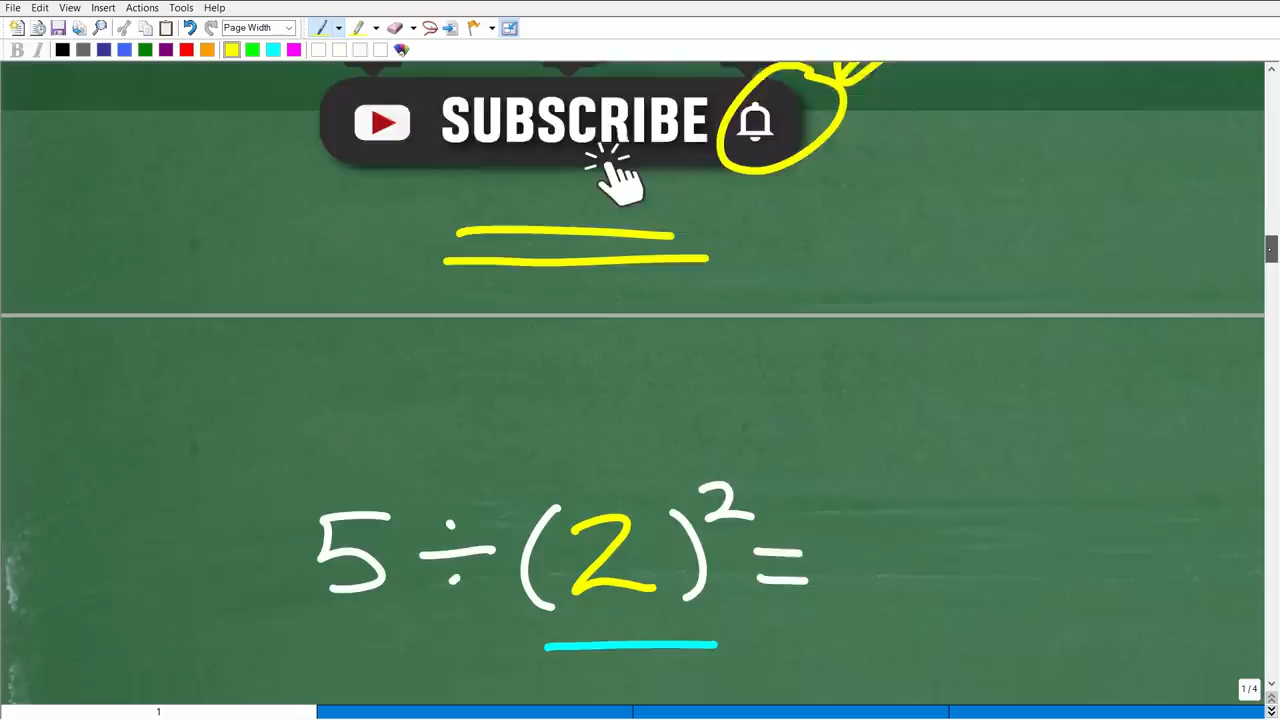 File Edit View Insert Actions Tools Help
Page Width
B I
SUBSCRIBE
5 ÷ (2)² =
1/4
1